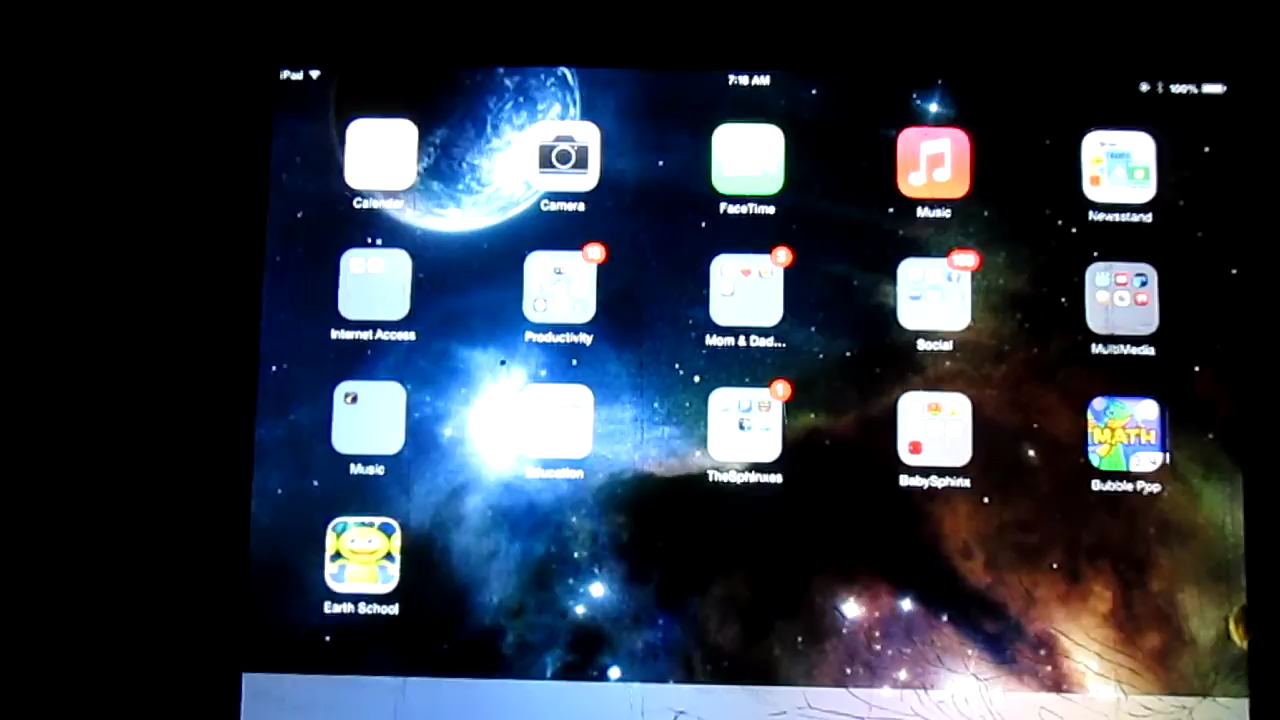 iPad
7:18 AM
100%
Calendar
Camera
FaceTime
Music
Newsstand
13
3
Internet Access
Productivity
Mom & Dad...
Social
MultiMedia
1
MATH
Music
Education
TheSphinxes
BabySphinx
Bubble Pop
Earth School